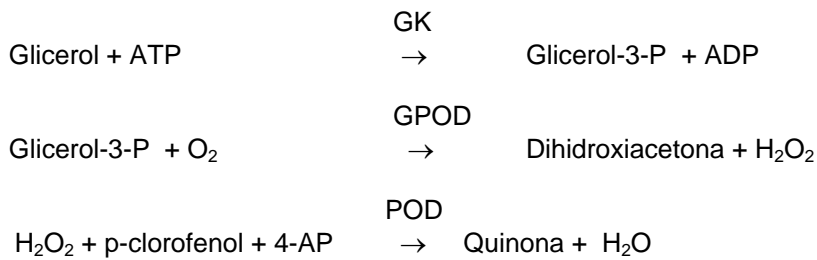 GK
Glicerol + ATP → Glicerol-3-P + ADP
GPOD
Glicerol-3-P + O₂ → Dihidroxiacetona + H₂O₂
POD
H₂O₂ + p-clorofenol + 4-AP → Quinona + H₂O